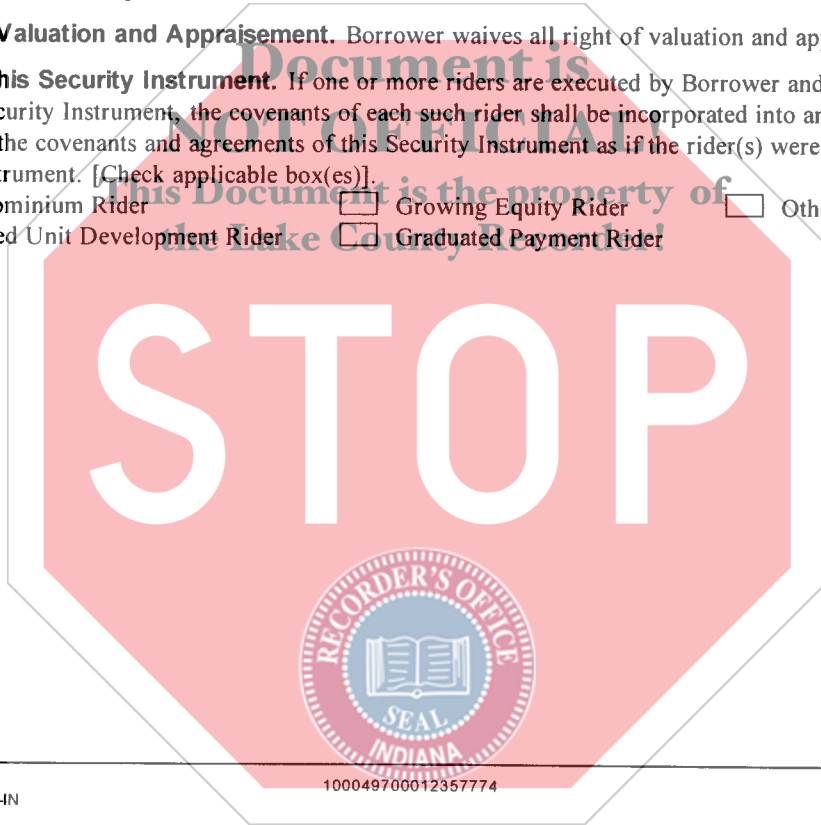 Valuation and Appraisement. Borrower waives all right of valuation and ap
Document is
his Security Instrument. If one or more riders are executed by Borrower and
curity Instrument, the covenants of each such rider shall be incorporated into an
NOT OFFICIAL!
the covenants and agreements of this Security Instrument as if the rider(s) were
trument. [Check applicable box(es)].
This Document is the property of
ominium Rider Growing Equity Rider Oth
the Lake County Recorder!
ed Unit Development Rider Graduated Payment Rider
STOP
RECORDER'S OFFICE
SEAL
INDIANA
100049700012357774
-IN